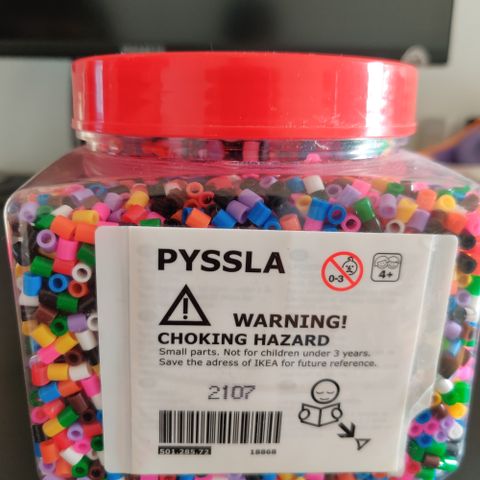 PYSSLA
0-3
4+
WARNING!
CHOKING HAZARD
Small parts. Not for children under 3 years.
Save the adress of IKEA for future reference.
2107
501.285.72 18868